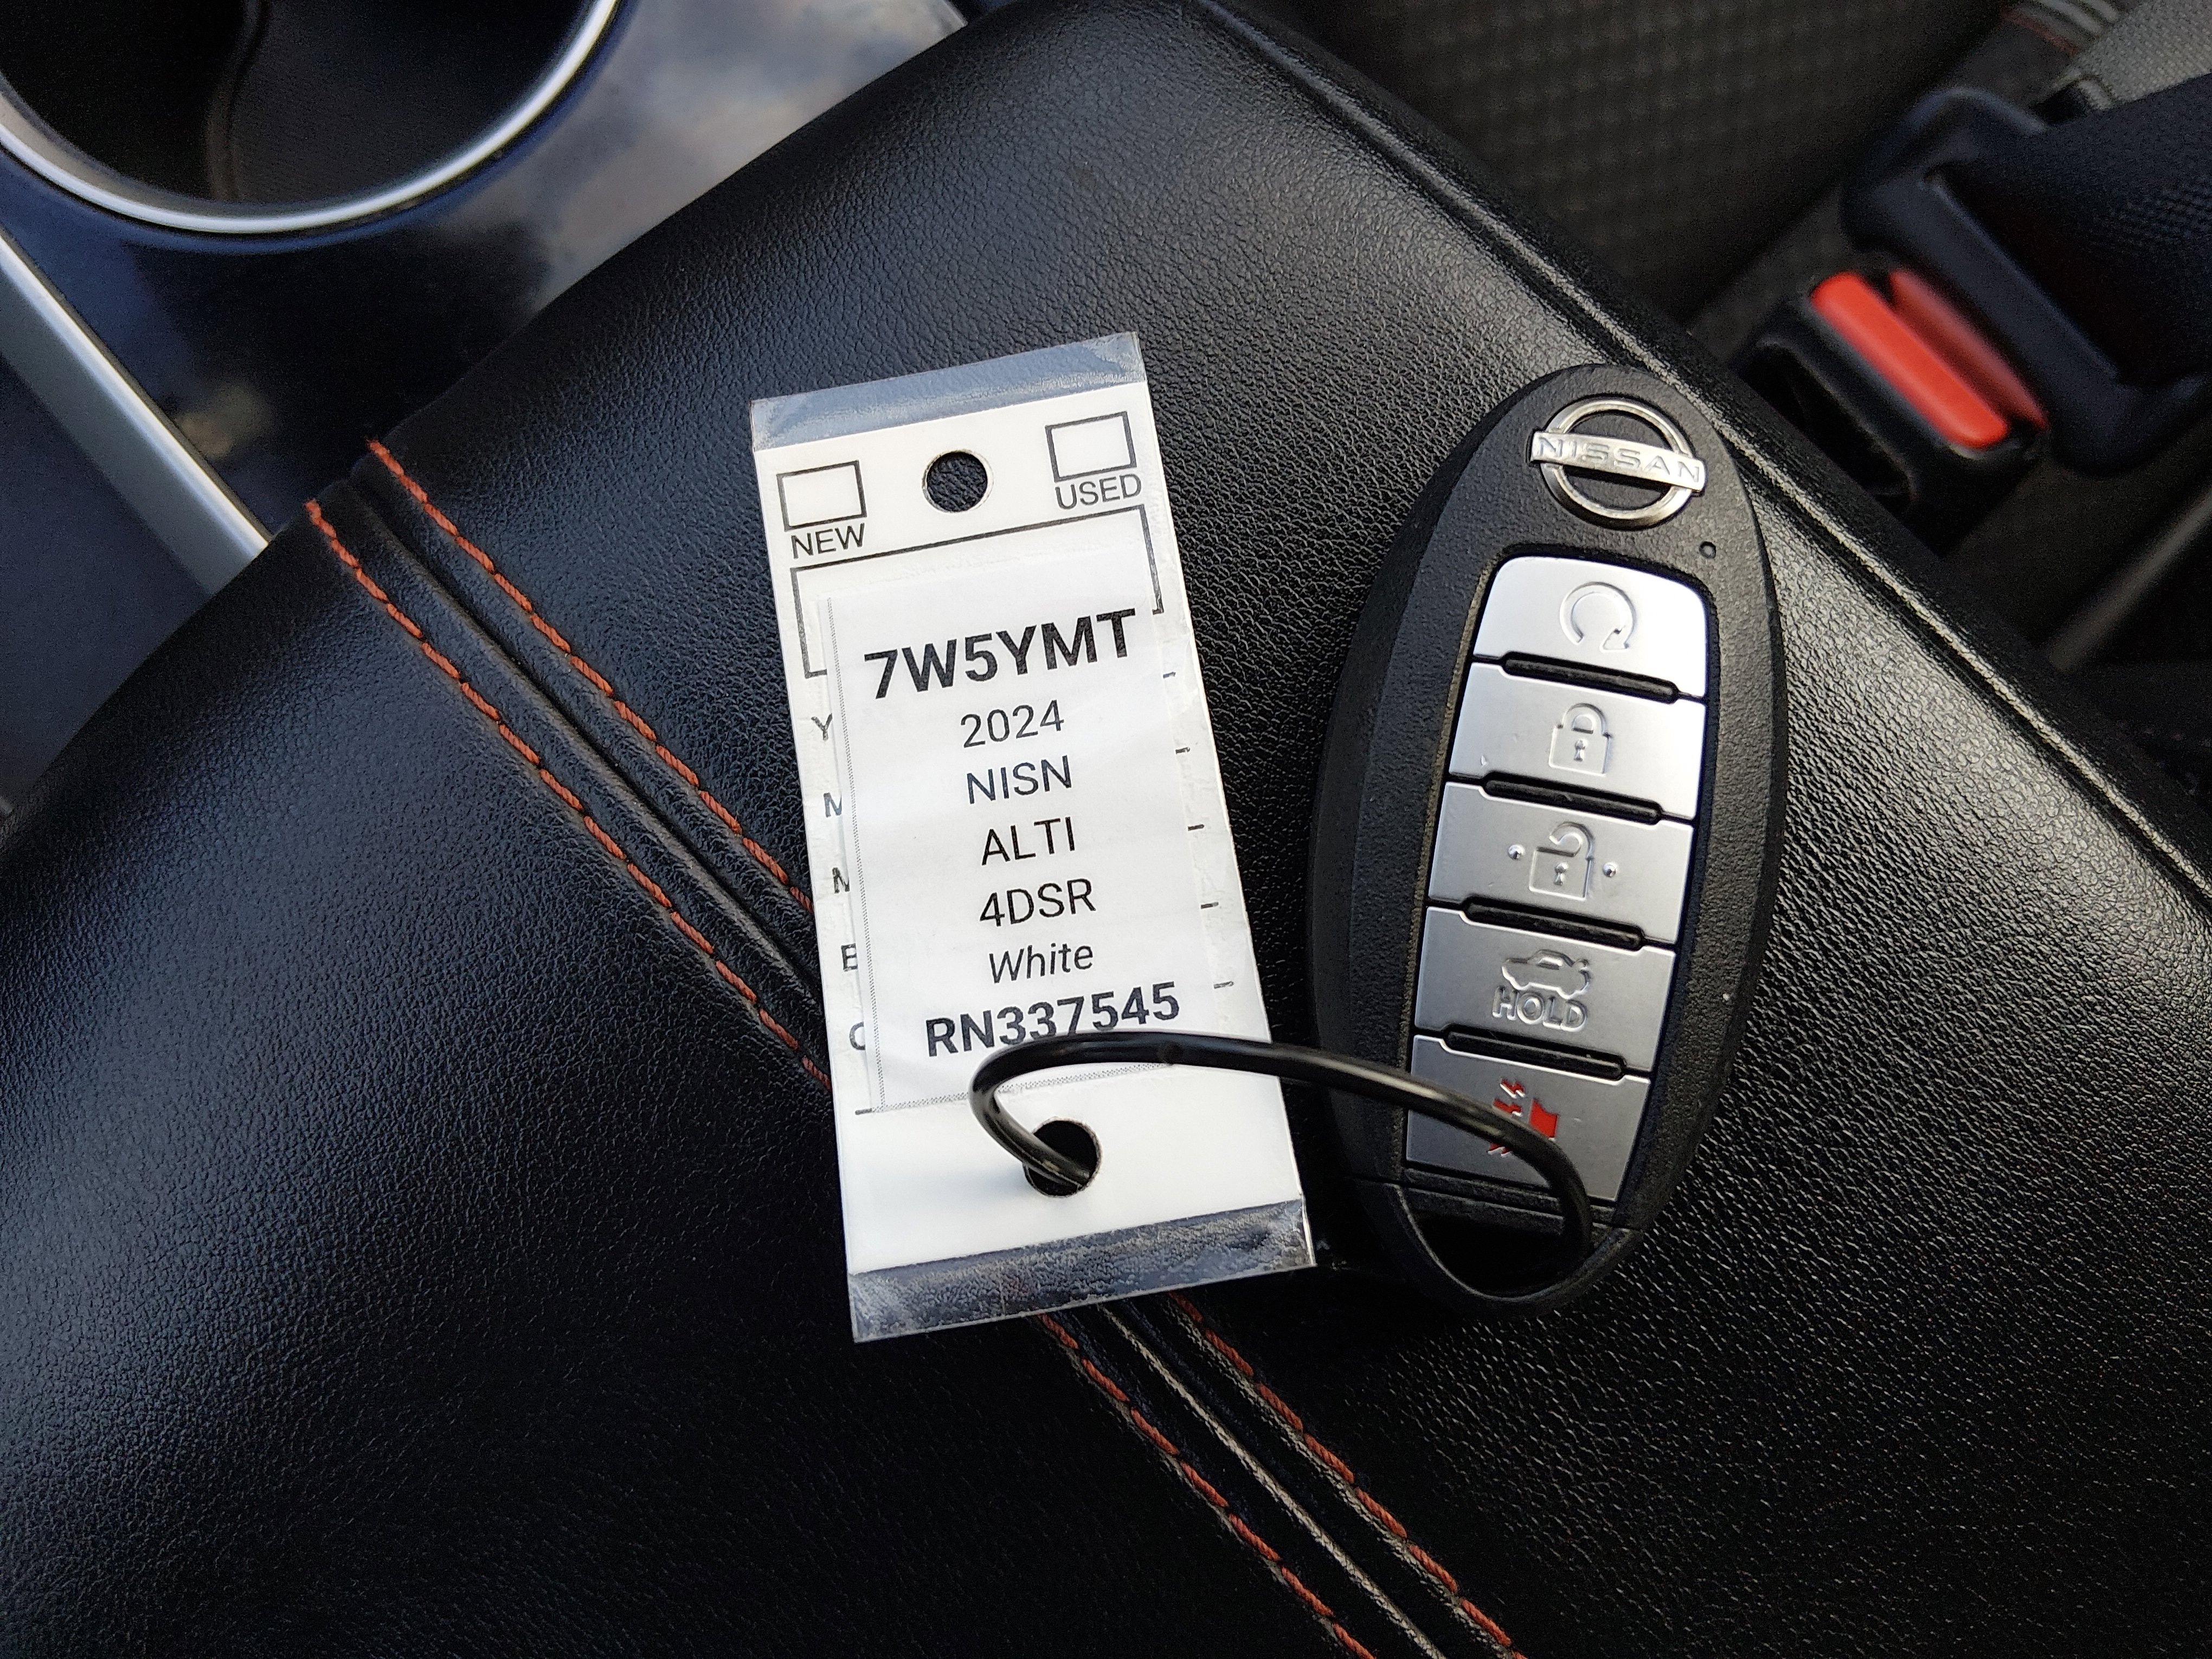 NEW
USED
7W5YMT
2024
NISN
ALTI
4DSR
White
RN337545
NISSAN
HOLD